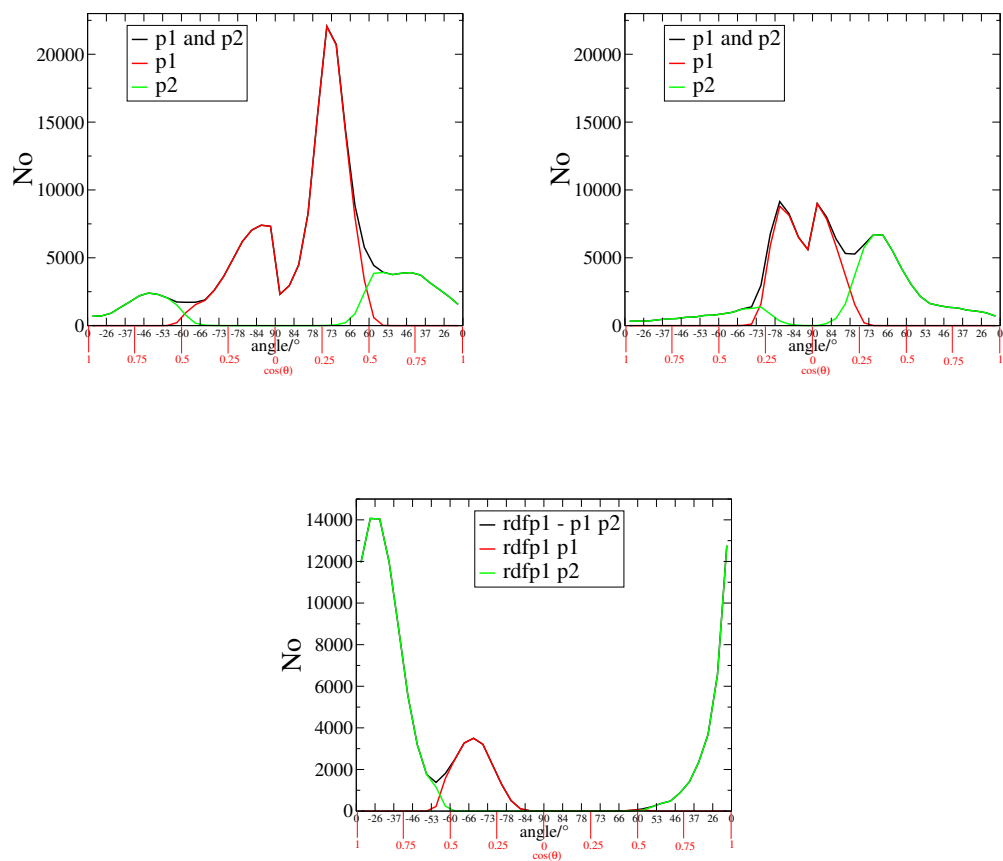 p1 and p2
p1
p2
20000
15000
10000
5000
0
No
-26 -37 -46 -53 -60 -66 -73 -78 -84 90 84 78 73 66 60 53 46 37 26 0
angle/°
1 0.75 0.5 0.25 0 0.25 0.5 0.75 1
cos(θ)
p1 and p2
p1
p2
20000
15000
10000
5000
0
No
-26 -37 -46 -53 -60 -66 -73 -78 -84 90 84 78 73 66 60 53 46 37 26 0
angle/°
1 0.75 0.5 0.25 0 0.25 0.5 0.75 1
cos(θ)
rdfp1 - p1 p2
rdfp1 p1
rdfp1 p2
14000
12000
10000
8000
6000
4000
2000
0
No
0 -26 -37 -46 -53 -60 -66 -73 -78 -84 90 84 78 73 66 60 53 46 37 26 0
angle/°
1 0.75 0.5 0.25 0 0.25 0.5 0.75 1
cos(θ)